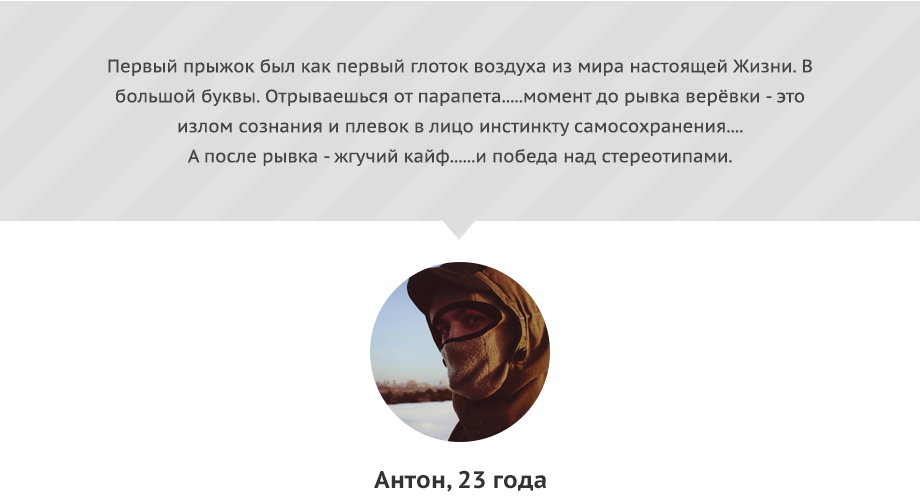 Первый прыжок был как первый глоток воздуха из мира настоящей Жизни. В
большой буквы. Отрываешься от парапета.....момент до рывка верёвки - это
излом сознания и плевок в лицо инстинкту самосохранения....
А после рывка - жгучий кайф......и победа над стереотипами.
Антон, 23 года